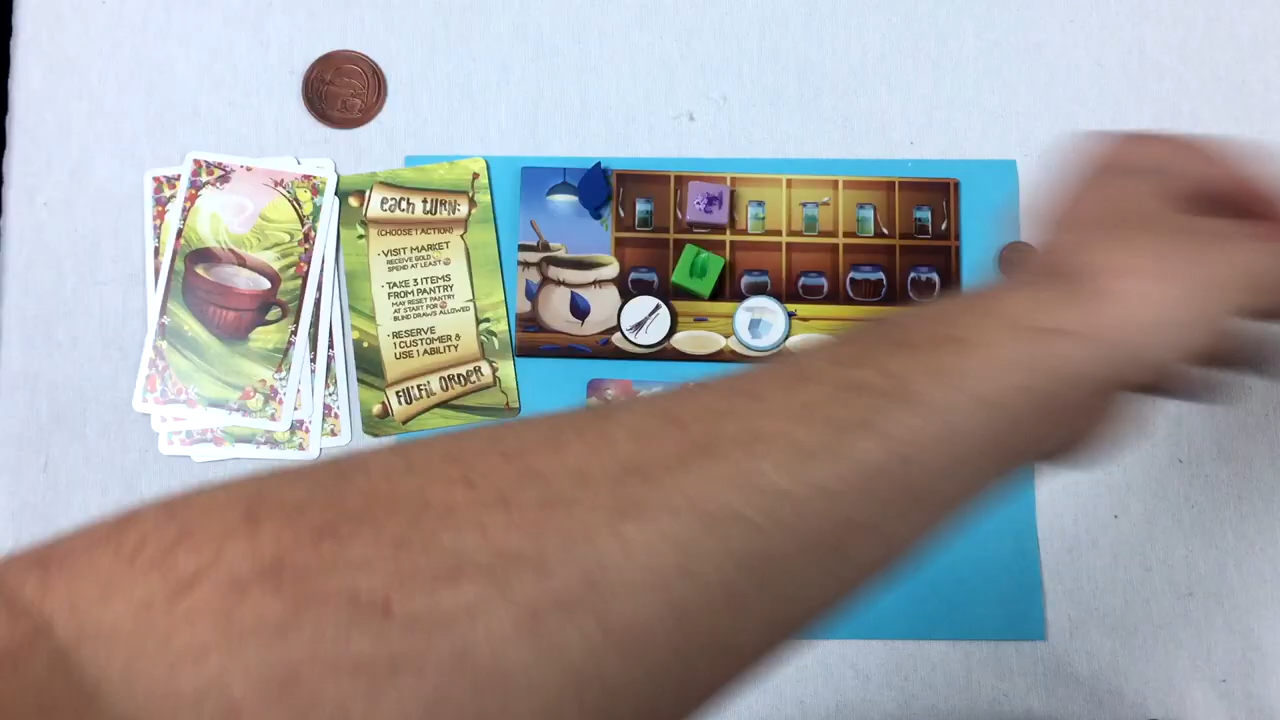 each turn:
(CHOOSE 1 ACTION)
• VISIT MARKET
RECEIVE GOLD
SPEND AT LEAST
• TAKE 3 ITEMS
FROM PANTRY
MAY RESET PANTRY
AT START FOR
BLIND DRAWS ALLOWED
• RESERVE
1 CUSTOMER &
USE 1 ABILITY
FULFIL ORDER